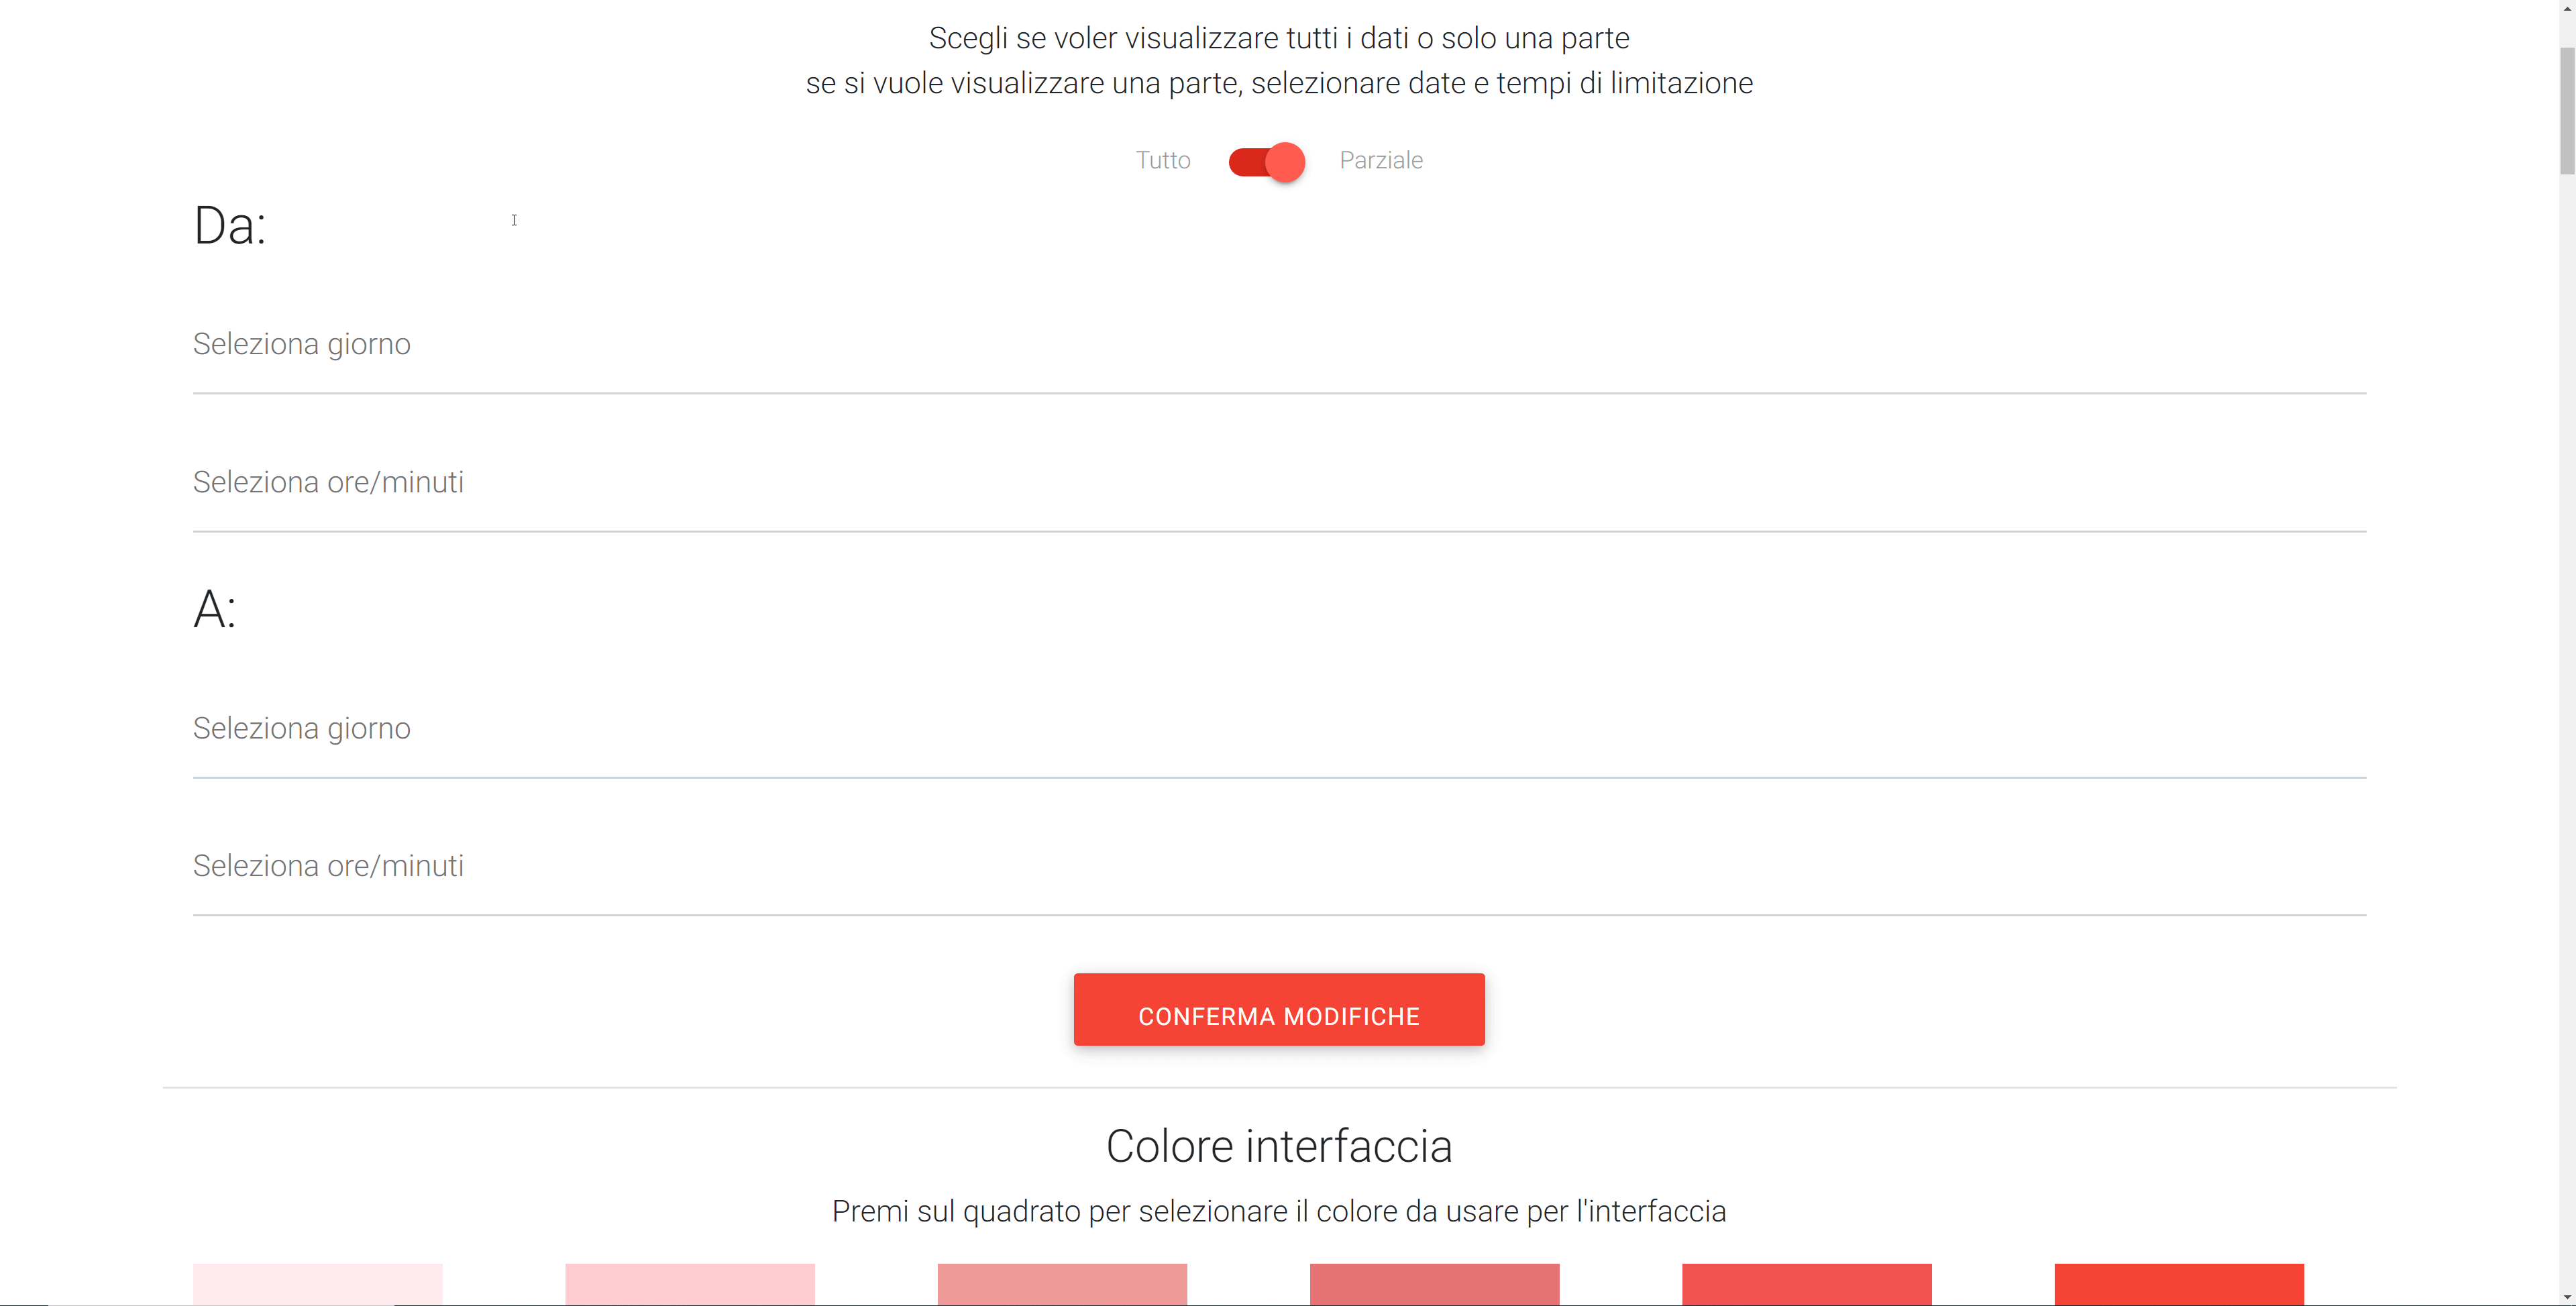 Scegli se voler visualizzare tutti i dati o solo una parte
se si vuole visualizzare una parte, selezionare date e tempi di limitazione
Tutto Parziale
Da:
Seleziona giorno
Seleziona ore/minuti
A:
Seleziona giorno
Seleziona ore/minuti
CONFERMA MODIFICHE
Colore interfaccia
Premi sul quadrato per selezionare il colore da usare per l'interfaccia